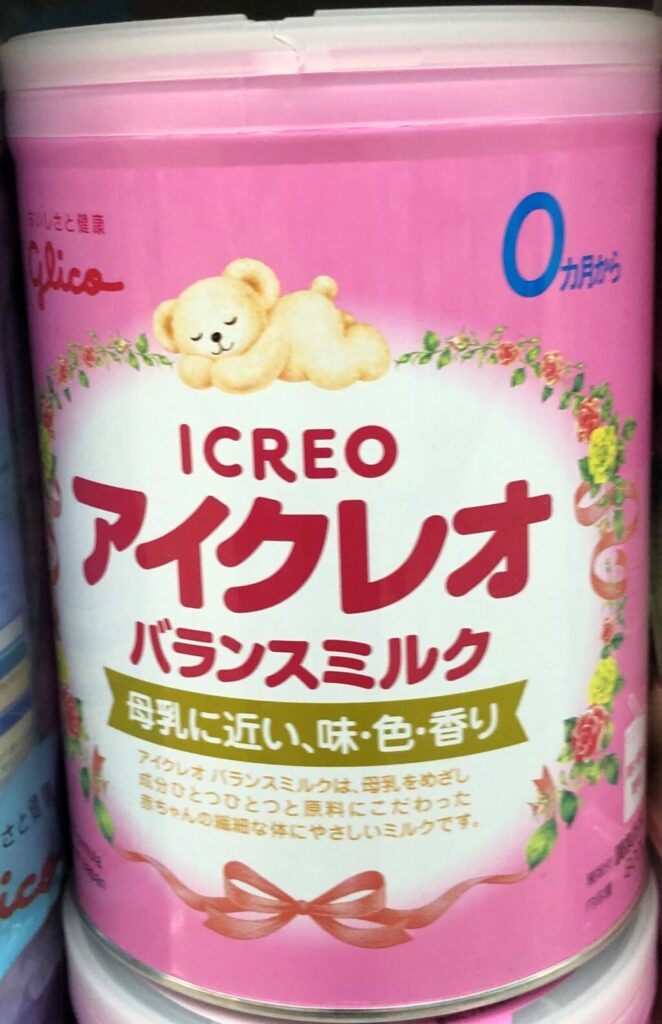 おいしさと健康
glico
0ヵ月から
ICREO
アイクレオ
バランスミルク
母乳に近い、味・色・香り
アイクレオ バランスミルクは、母乳をめざし
成分ひとつひとつと原料にこだわった
赤ちゃんの繊細な体にやさしいミルクです。